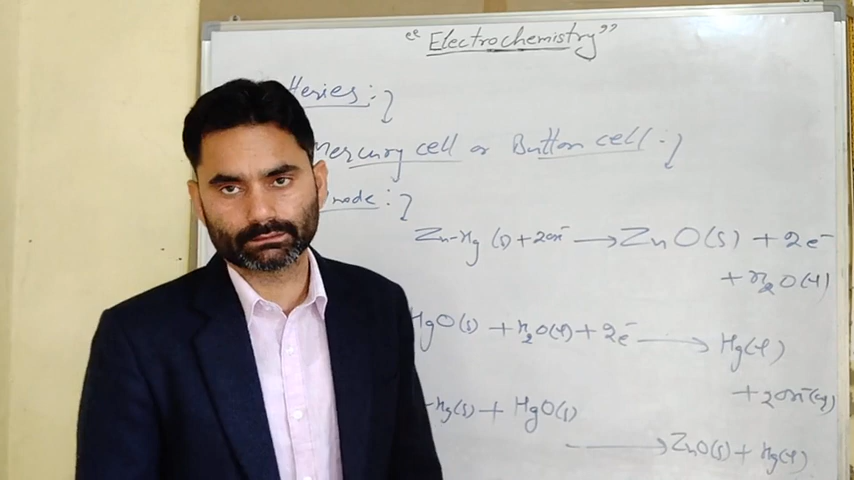 "Electrochemistry"
tteries :-
Mercury cell or Button cell :-
node :-
Zn-Hg (s) + 2OH⁻ → ZnO(s) + 2e⁻
+ H₂O(l)
HgO(s) + H₂O(l) + 2e⁻ → Hg(l)
+ 2OH⁻(aq)
-Hg(s) + HgO(s)
→ ZnO(s) + Hg(l)